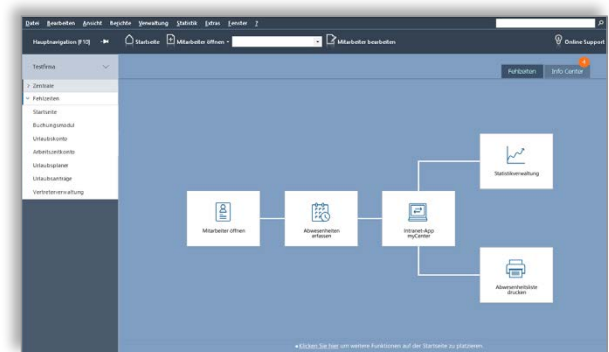 Datei Bearbeiten Ansicht Berichte Verwaltung Statistik Extras Fenster ?
Hauptnavigation [F10] Startseite Mitarbeiter öffnen Mitarbeiter bearbeiten Online Support
Testfirma
4
Fehlzeiten Info Center
Zentrale
Fehlzeiten
Startseite
Buchungsmodul
Urlaubskonto
Arbeitszeitkonto
Urlaubsplaner
Urlaubsanträge
Vertreterverwaltung
Statistikverwaltung
Mitarbeiter öffnen
Abwesenheiten
erfassen
Intranet-App
myCenter
Abwesenheitsliste
drucken
Klicken Sie hier um weitere Funktionen auf der Startseite zu platzieren